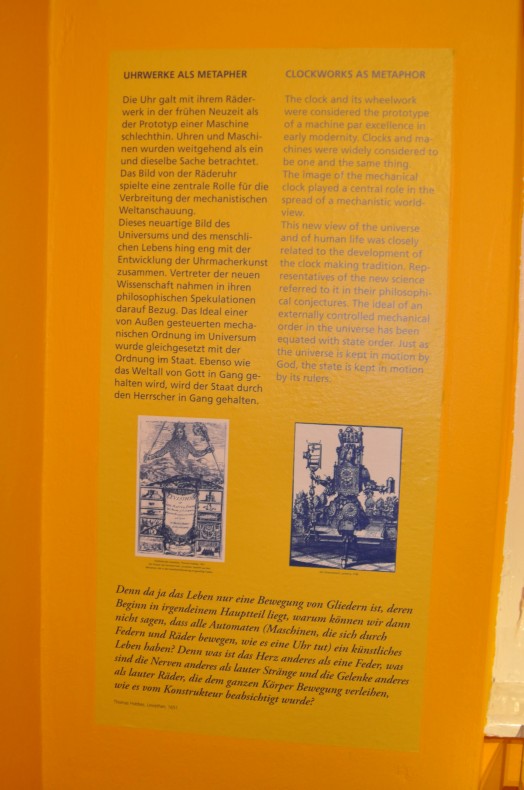 UHRWERKE ALS METAPHER
Die Uhr galt mit ihrem Räder-
werk in der frühen Neuzeit als
der Prototyp einer Maschine
schlechthin. Uhren und Maschi-
nen wurden weitgehend als ein
und dieselbe Sache betrachtet.
Das Bild von der Räderuhr
spielte eine zentrale Rolle für die
Verbreitung der mechanistischen
Weltanschauung.
Dieses neuartige Bild des
Universums und des menschli-
chen Lebens hing eng mit der
Entwicklung der Uhrmacherkunst
zusammen. Vertreter der neuen
Wissenschaft nahmen in ihren
philosophischen Spekulationen
darauf Bezug. Das Ideal einer
von Außen gesteuerten mecha-
nischen Ordnung im Universum
wurde gleichgesetzt mit der
Ordnung im Staat. Ebenso wie
das Weltall von Gott in Gang ge-
halten wird, wird der Staat durch
den Herrscher in Gang gehalten.
CLOCKWORKS AS METAPHOR
The clock and its wheelwork
were considered the prototype
of a machine par excellence in
early modernity. Clocks and ma-
chines were widely considered to
be one and the same thing.
The image of the mechanical
clock played a central role in the
spread of a mechanistic world-
view.
This new view of the universe
and of human life was closely
related to the development of
the clock making tradition. Rep-
resentatives of the new science
referred to it in their philosophi-
cal conjectures. The ideal of an
externally controlled mechanical
order in the universe has been
equated with state order. Just as
the universe is kept in motion by
God, the state is kept in motion
by its rulers.
Denn da ja das Leben nur eine Bewegung von Gliedern ist, deren
Beginn in irgendeinem Hauptteil liegt, warum können wir dann
nicht sagen, dass alle Automaten (Maschinen, die sich durch
Federn und Räder bewegen, wie es eine Uhr tut) ein künstliches
Leben haben? Denn was ist das Herz anderes als eine Feder, was
sind die Nerven anderes als lauter Stränge und die Gelenke anderes
als lauter Räder, die dem ganzen Körper Bewegung verleihen,
wie es vom Konstrukteur beabsichtigt wurde?
Thomas Hobbes, Leviathan, 1651